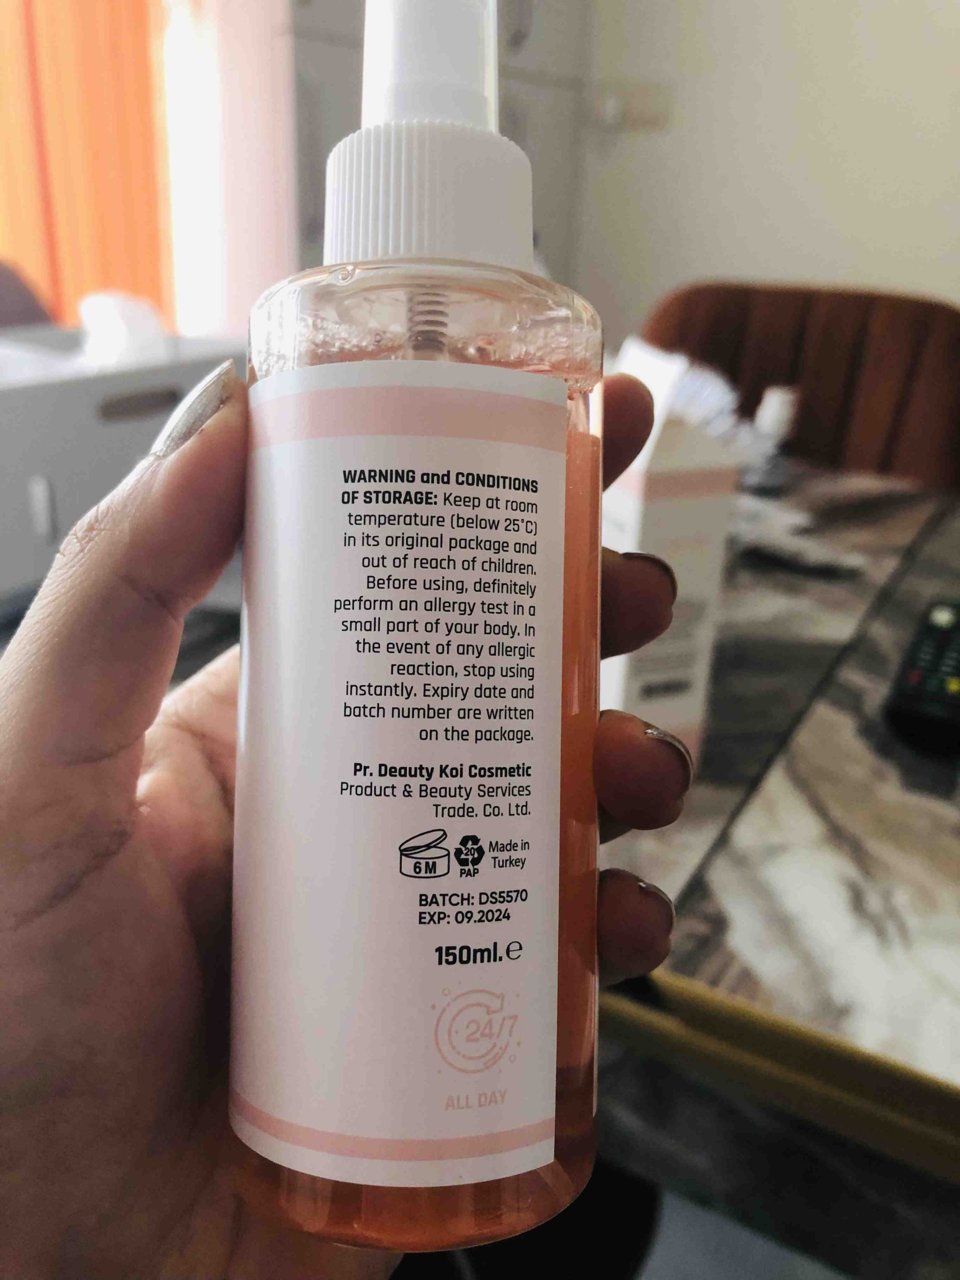 WARNING and CONDITIONS
OF STORAGE: Keep at room
temperature (below 25°C)
in its original package and
out of reach of children.
Before using, definitely
perform an allergy test in a
small part of your body. In
the event of any allergic
reaction, stop using
instantly. Expiry date and
batch number are written
on the package.
Pr. Deauty Koi Cosmetic
Product & Beauty Services
Trade. Co. Ltd.
6 M
20
PAP
Made in
Turkey
BATCH: DS5570
EXP: 09.2024
150ml. e
24/7
ALL DAY